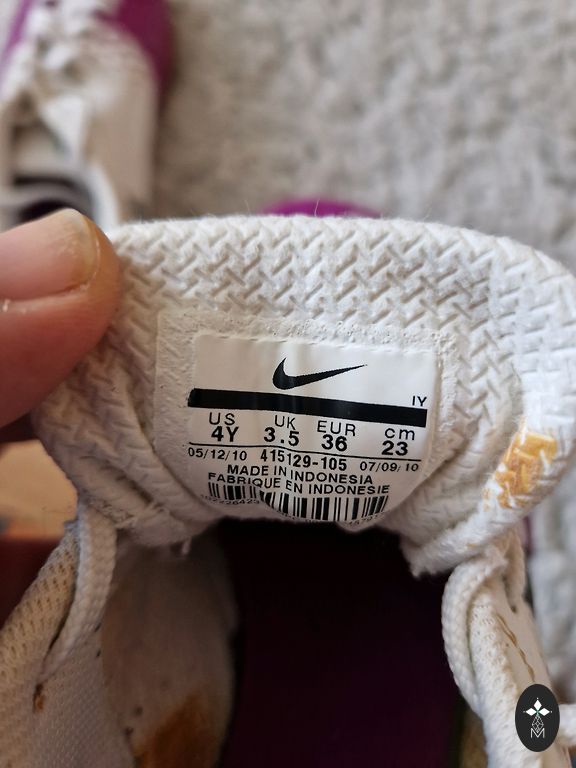 IY
US UK EUR cm
4Y 3.5 36 23
05/12/10 415129-105 07/09/10
MADE IN INDONESIA
FABRIQUE EN INDONESIE
M